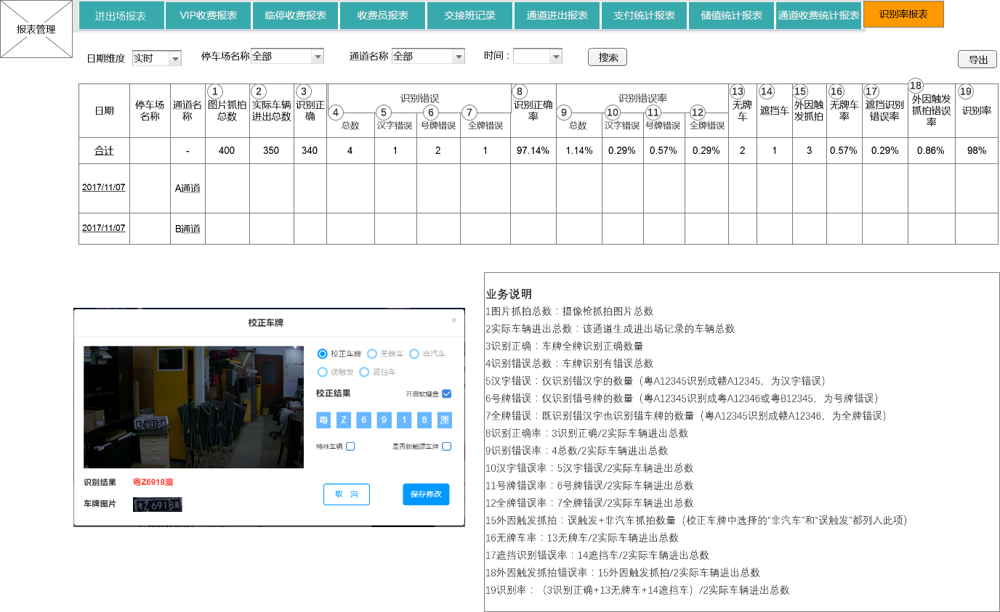 报表管理
进出场报表 VIP收费报表 临停收费报表 收费员报表 交接班记录 通道进出报表 支付统计报表 储值统计报表 通道收费统计报表 识别率报表
日期维度 实时 停车场名称 全部 通道名称 全部 时间： 搜索 导出
日期
停车场名称
通道名称
1 图片抓拍总数
2 实际车辆进出总数
3 识别正确
识别错误
4 总数
5 汉字错误
6 号牌错误
7 全牌错误
8 识别正确率
识别错误率
9 总数
10 汉字错误
11 号牌错误
12 全牌错误
13 无牌车
14 遮挡车
15 外因触发抓拍
16 无牌车率
17 遮挡识别错误率
18 外因触发抓拍错误率
19 识别率
合计 - 400 350 340 4 1 2 1 97.14% 1.14% 0.29% 0.57% 0.29% 2 1 3 0.57% 0.29% 0.86% 98%
2017/11/07 A通道
2017/11/07 B通道
校正车牌 ×
校正车牌 无牌车 非汽车
误触发 遮挡车
校正结果 开启软键盘
粤 Z 6 9 1 8 澳
特殊车辆 是否新能源车牌
粤Z·6918澳
识别结果 粤Z6918澳
车牌图片 粤Z·6918澳
取 消 保存修改
业务说明
1图片抓拍总数：摄像枪抓拍图片总数
2实际车辆进出总数：该通道生成进出场记录的车辆总数
3识别正确：车牌全牌识别正确数量
4识别错误总数：车牌识别有错误总数
5汉字错误：仅识别错汉字的数量（粤A12345识别成赣A12345，为汉字错误）
6号牌错误：仅识别错号牌的数量（粤A12345识别成粤A12346或粤B12345，为号牌错误）
7全牌错误：既识别错汉字也识别错车牌的数量（粤A12345识别成赣A12346，为全牌错误）
8识别正确率：3识别正确/2实际车辆进出总数
9识别错误率：4总数/2实际车辆进出总数
10汉字错误率：5汉字错误/2实际车辆进出总数
11号牌错误率：6号牌错误/2实际车辆进出总数
12全牌错误率：7全牌错误/2实际车辆进出总数
15外因触发抓拍：误触发+非汽车抓拍数量（校正车牌中选择的“非汽车”和“误触发”都列入此项）
16无牌车率：13无牌车/2实际车辆进出总数
17遮挡识别错误率：14遮挡车/2实际车辆进出总数
18外因触发抓拍错误率：15外因触发抓拍/2实际车辆进出总数
19识别率：（3识别正确+13无牌车+14遮挡车）/2实际车辆进出总数